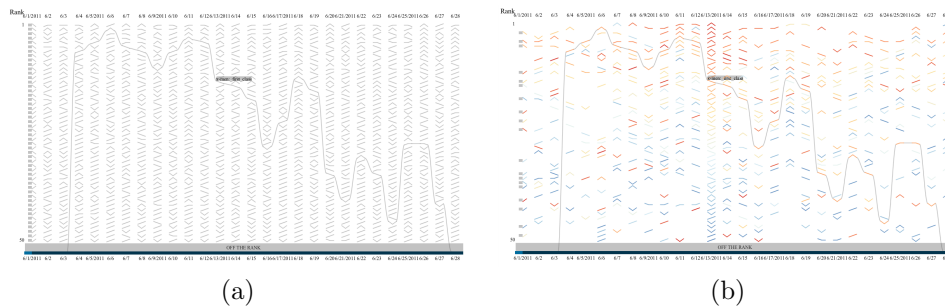 Rank
6/1/2011 6/2 6/3 6/4 6/5/2011 6/6 6/7 6/8 6/9/2011 6/10 6/11 6/12 6/13/2011 6/14 6/15 6/16 6/17/2011 6/18 6/19 6/20 6/21/2011 6/22 6/23 6/24 6/25/2011 6/26 6/27 6/28
1
50
OFF THE RANK
6/1/2011 6/2 6/3 6/4 6/5/2011 6/6 6/7 6/8 6/9/2011 6/10 6/11 6/12 6/13/2011 6/14 6/15 6/16 6/17/2011 6/18 6/19 6/20 6/21/2011 6/22 6/23 6/24 6/25/2011 6/26 6/27 6/28
(a)
Rank
6/1/2011 6/2 6/3 6/4 6/5/2011 6/6 6/7 6/8 6/9/2011 6/10 6/11 6/12 6/13/2011 6/14 6/15 6/16 6/17/2011 6/18 6/19 6/20 6/21/2011 6/22 6/23 6/24 6/25/2011 6/26 6/27
1
50
OFF THE RANK
6/1/2011 6/2 6/3 6/4 6/5/2011 6/6 6/7 6/8 6/9/2011 6/10 6/11 6/12 6/13/2011 6/14 6/15 6/16 6/17/2011 6/18 6/19 6/20 6/21/2011 6/22 6/23 6/24 6/25/2011 6/26 6/27
(b)